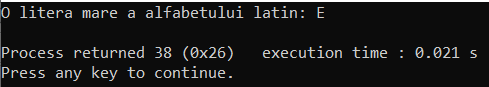 O litera mare a alfabetului latin: E
Process returned 38 (0x26)   execution time : 0.021 s
Press any key to continue.